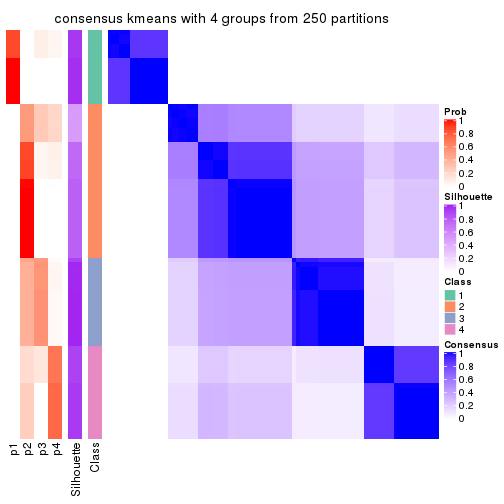 consensus kmeans with 4 groups from 250 partitions
Prob
1
0.8
0.6
0.4
0.2
0
Silhouette
1
0.8
0.6
0.4
0.2
0
Class
1
2
3
4
Consensus
1
0.8
0.6
0.4
0.2
0
p1
p2
p3
p4
Silhouette
Class